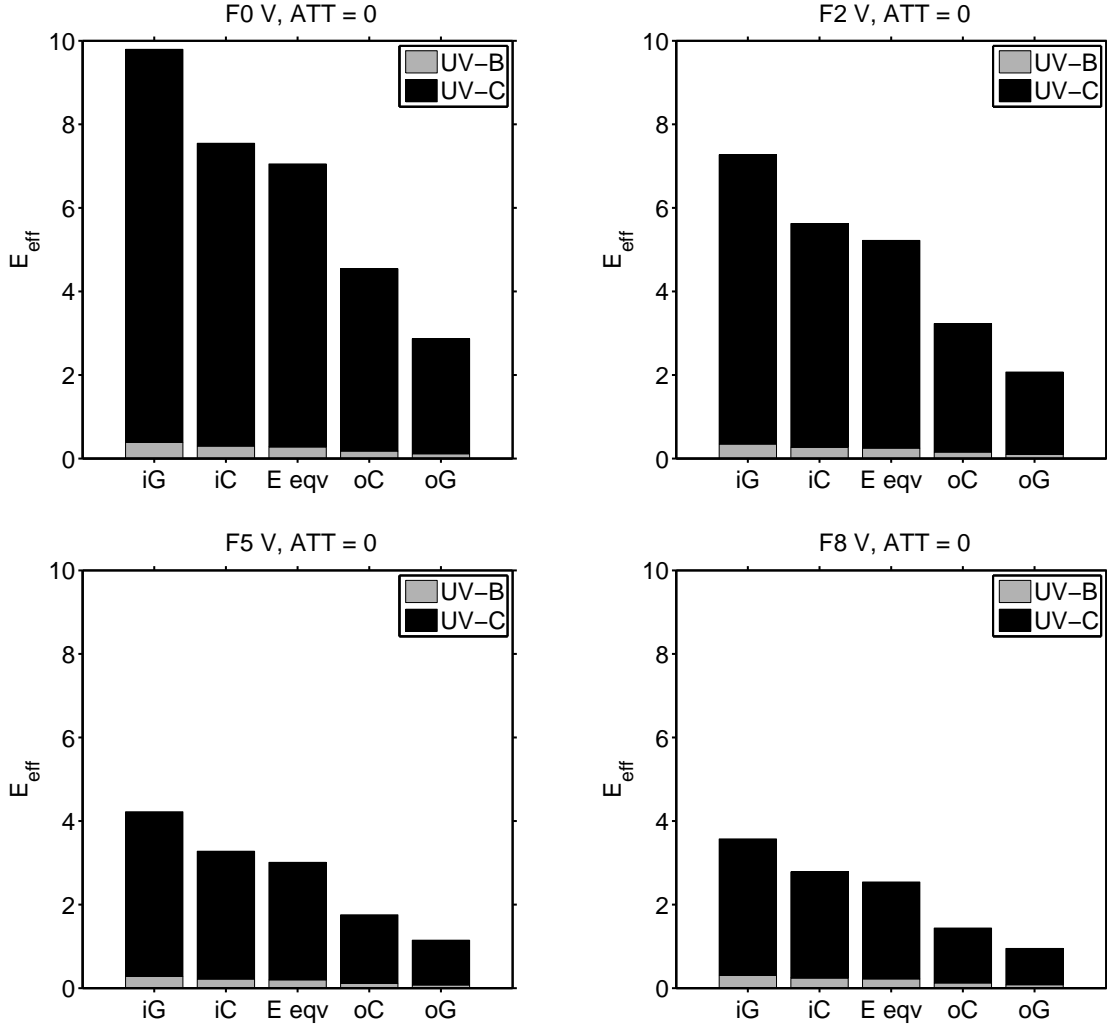 F0 V, ATT = 0
F2 V, ATT = 0
10
8
6
4
2
0
E_eff
UV−B
UV−C
iG iC E eqv oC oG
10
8
6
4
2
0
E_eff
UV−B
UV−C
iG iC E eqv oC oG
F5 V, ATT = 0
F8 V, ATT = 0
10
8
6
4
2
0
E_eff
UV−B
UV−C
iG iC E eqv oC oG
10
8
6
4
2
0
E_eff
UV−B
UV−C
iG iC E eqv oC oG